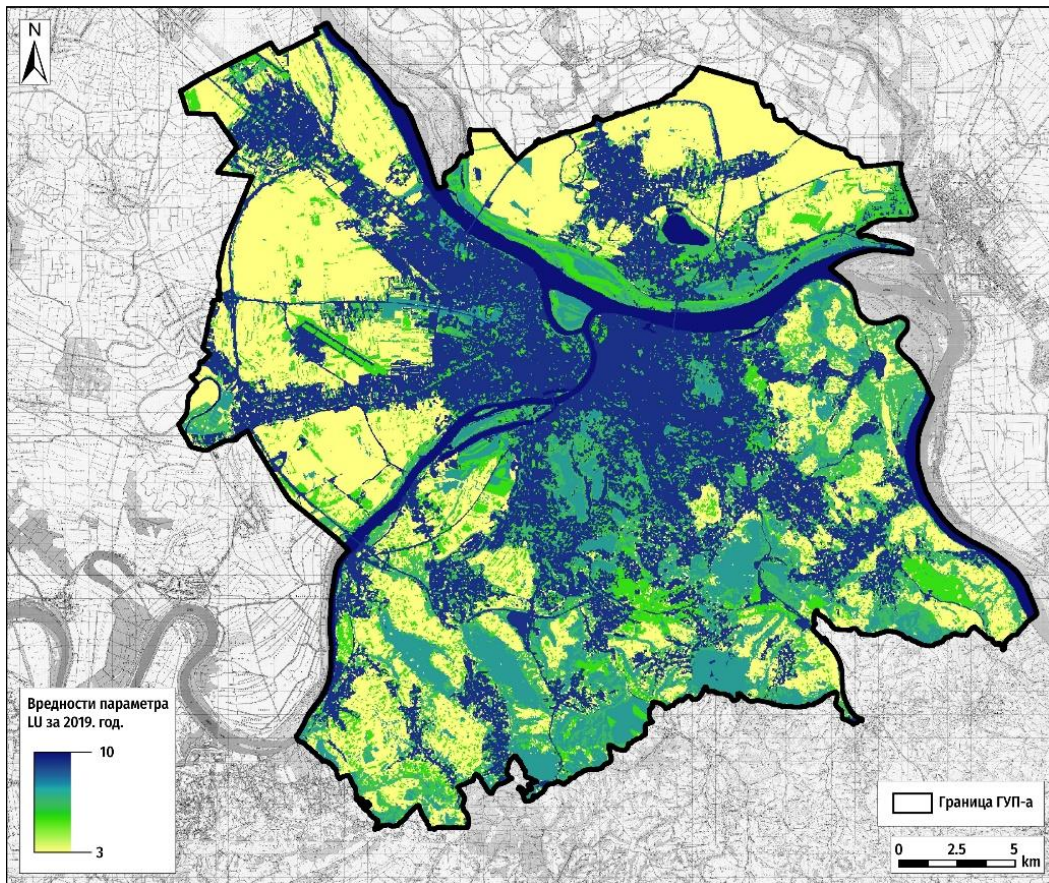 N
Вредности параметра
LU за 2019. год.
10
3
Граница ГУП-а
0 2.5 5
km